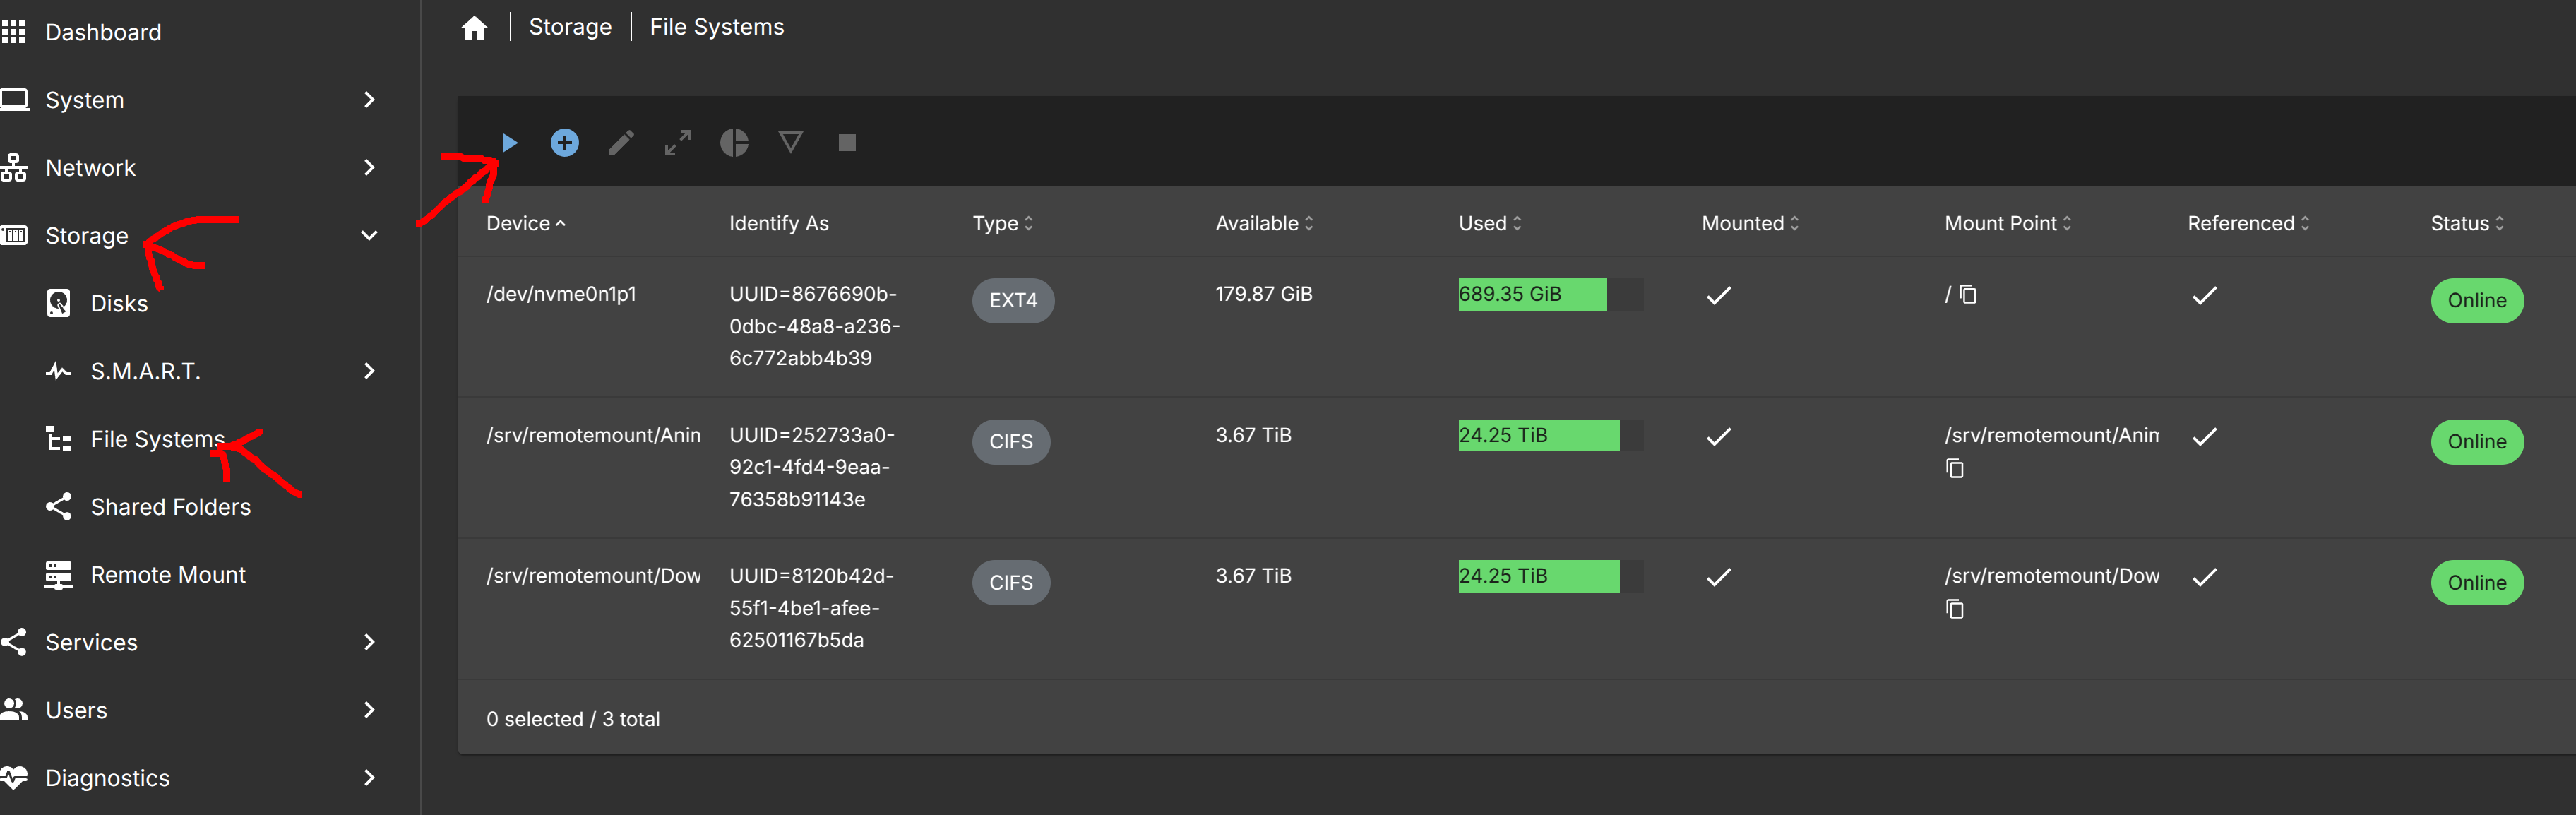 Dashboard
System
Network
Storage
Disks
S.M.A.R.T.
File Systems
Shared Folders
Remote Mount
Services
Users
Diagnostics
Storage | File Systems
Device Identify As Type Available Used Mounted Mount Point Referenced Status
/dev/nvme0n1p1 UUID=8676690b- EXT4 179.87 GiB 689.35 GiB / Online
0dbc-48a8-a236-
6c772abb4b39
/srv/remotemount/Anim UUID=252733a0- CIFS 3.67 TiB 24.25 TiB /srv/remotemount/Anim Online
92c1-4fd4-9eaa-
76358b91143e
/srv/remotemount/Dow UUID=8120b42d- CIFS 3.67 TiB 24.25 TiB /srv/remotemount/Dow Online
55f1-4be1-afee-
62501167b5da
0 selected / 3 total